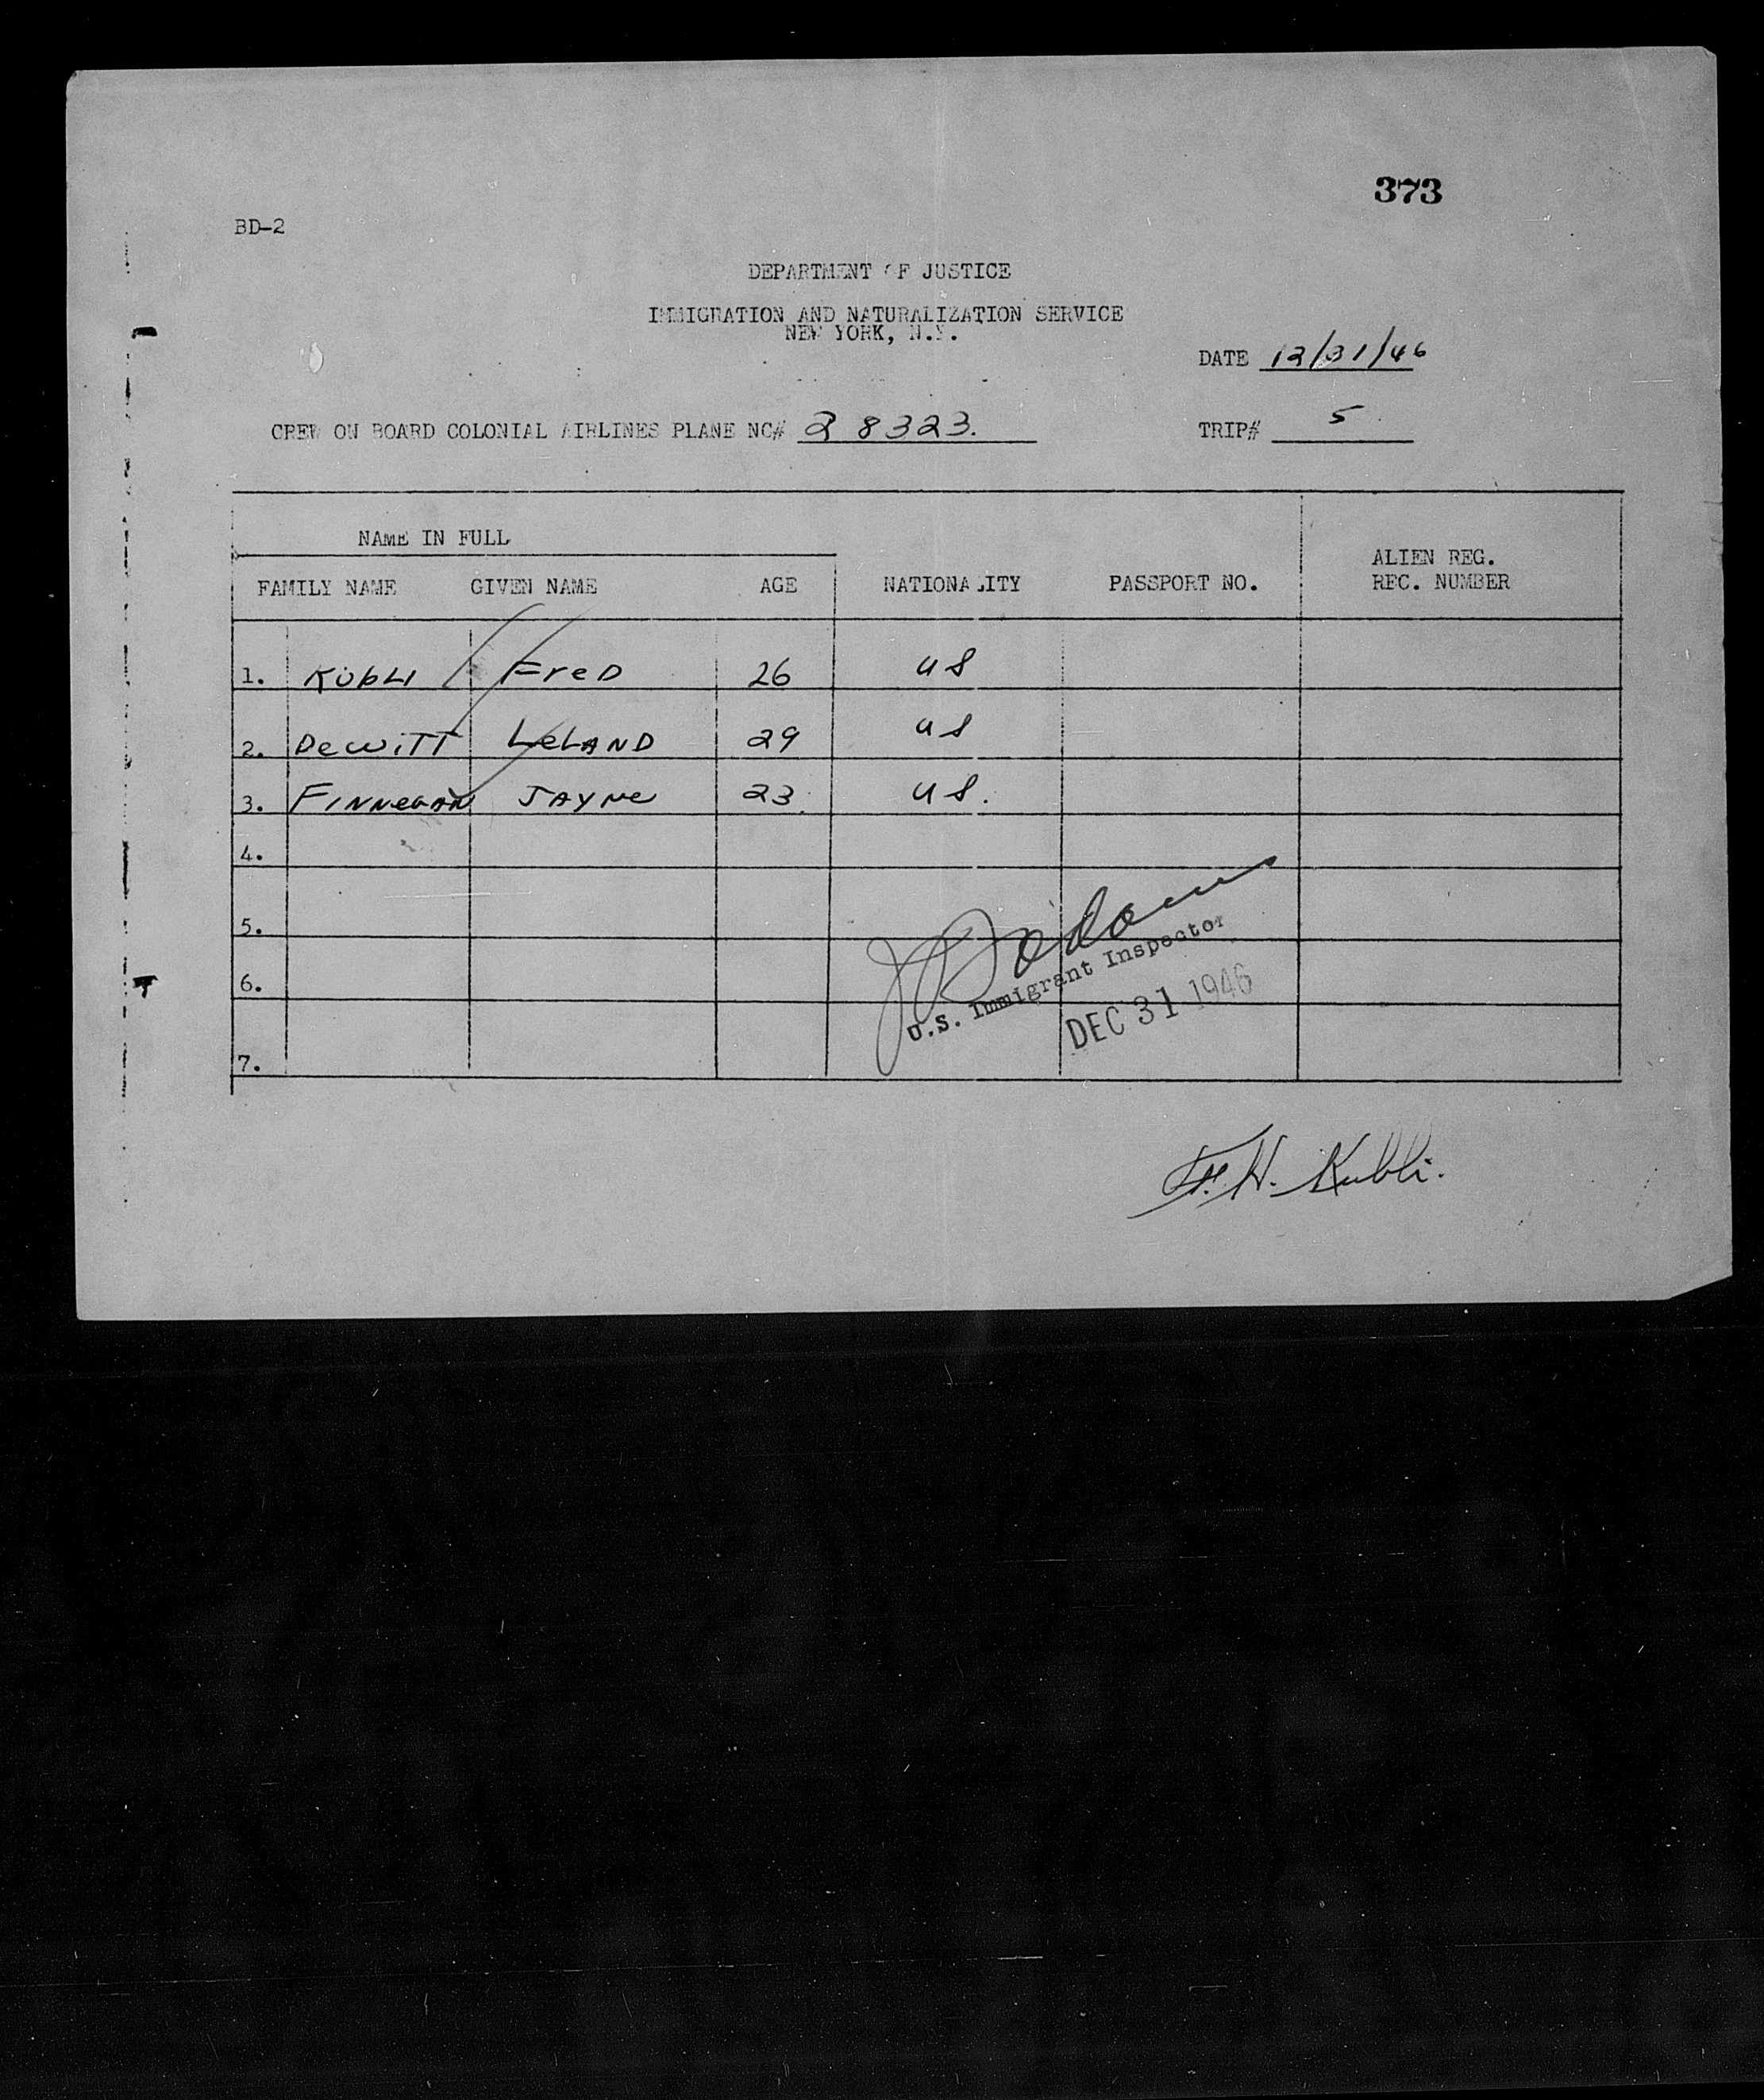 373
BD-2
DEPARTMENT OF JUSTICE
IMMIGRATION AND NATURALIZATION SERVICE
NEW YORK, N.Y.
DATE 12/31/46
CREW ON BOARD COLONIAL AIRLINES PLANE NC# 28323. TRIP# 5
NAME IN FULL
FAMILY NAME GIVEN NAME AGE NATIONALITY PASSPORT NO. ALIEN REG. REC. NUMBER
1. KubLI FreD 26 US
2. DeWiTT LeLAND 29 US
3. FINNeGAN JAYNe 23. US.
4.
5.
6.
7.
U.S. Immigrant Inspector
DEC 31 1946
F.H. Kubli.